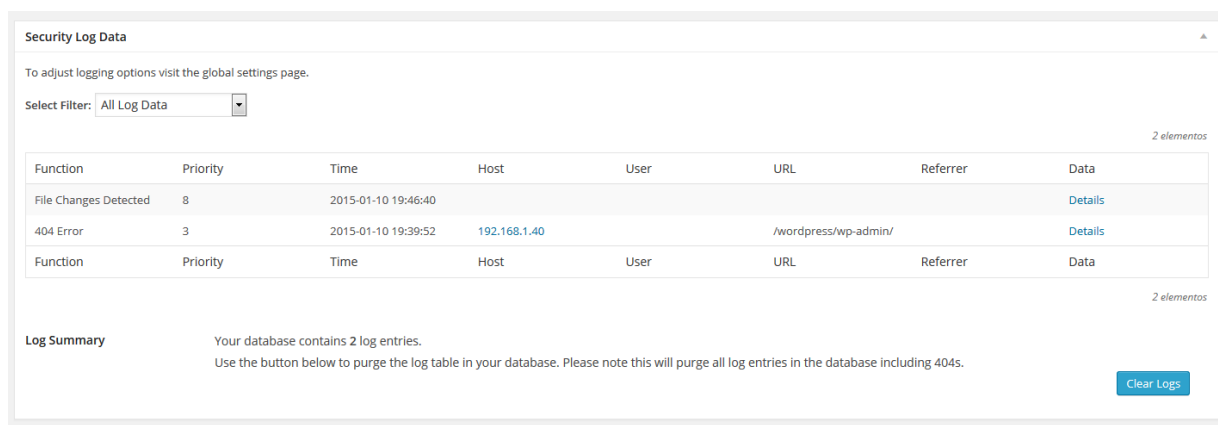 Security Log Data
To adjust logging options visit the global settings page.
Select Filter: All Log Data
2 elementos
Function Priority Time Host User URL Referrer Data
File Changes Detected 8 2015-01-10 19:46:40 Details
404 Error 3 2015-01-10 19:39:52 192.168.1.40 /wordpress/wp-admin/ Details
Function Priority Time Host User URL Referrer Data
2 elementos
Log Summary Your database contains 2 log entries.
Use the button below to purge the log table in your database. Please note this will purge all log entries in the database including 404s.
Clear Logs